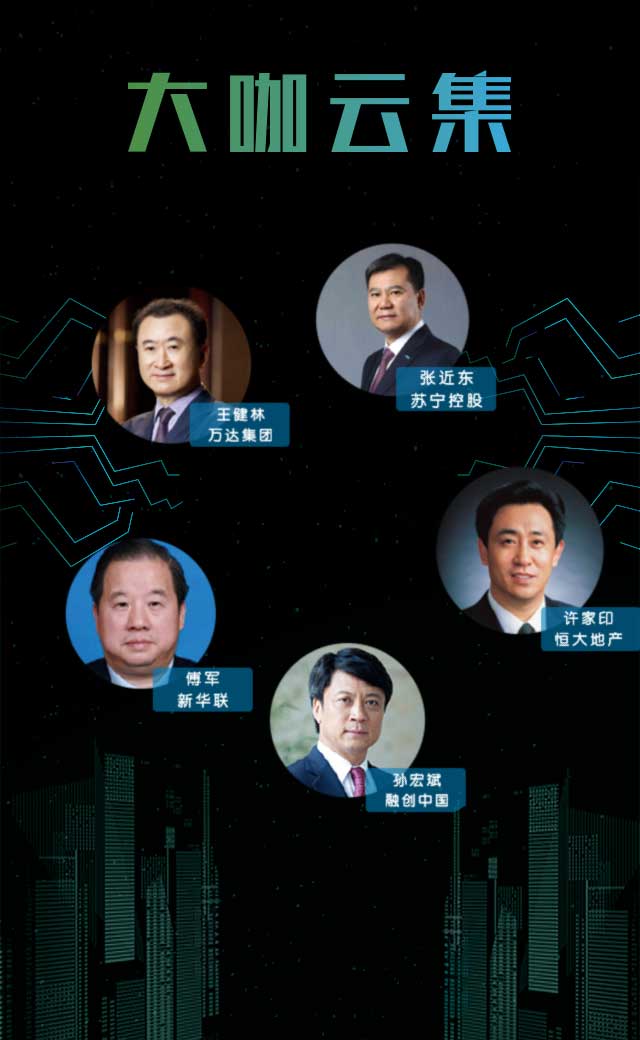 大咖云集
张近东
苏宁控股
王健林
万达集团
许家印
恒大地产
傅军
新华联
孙宏斌
融创中国